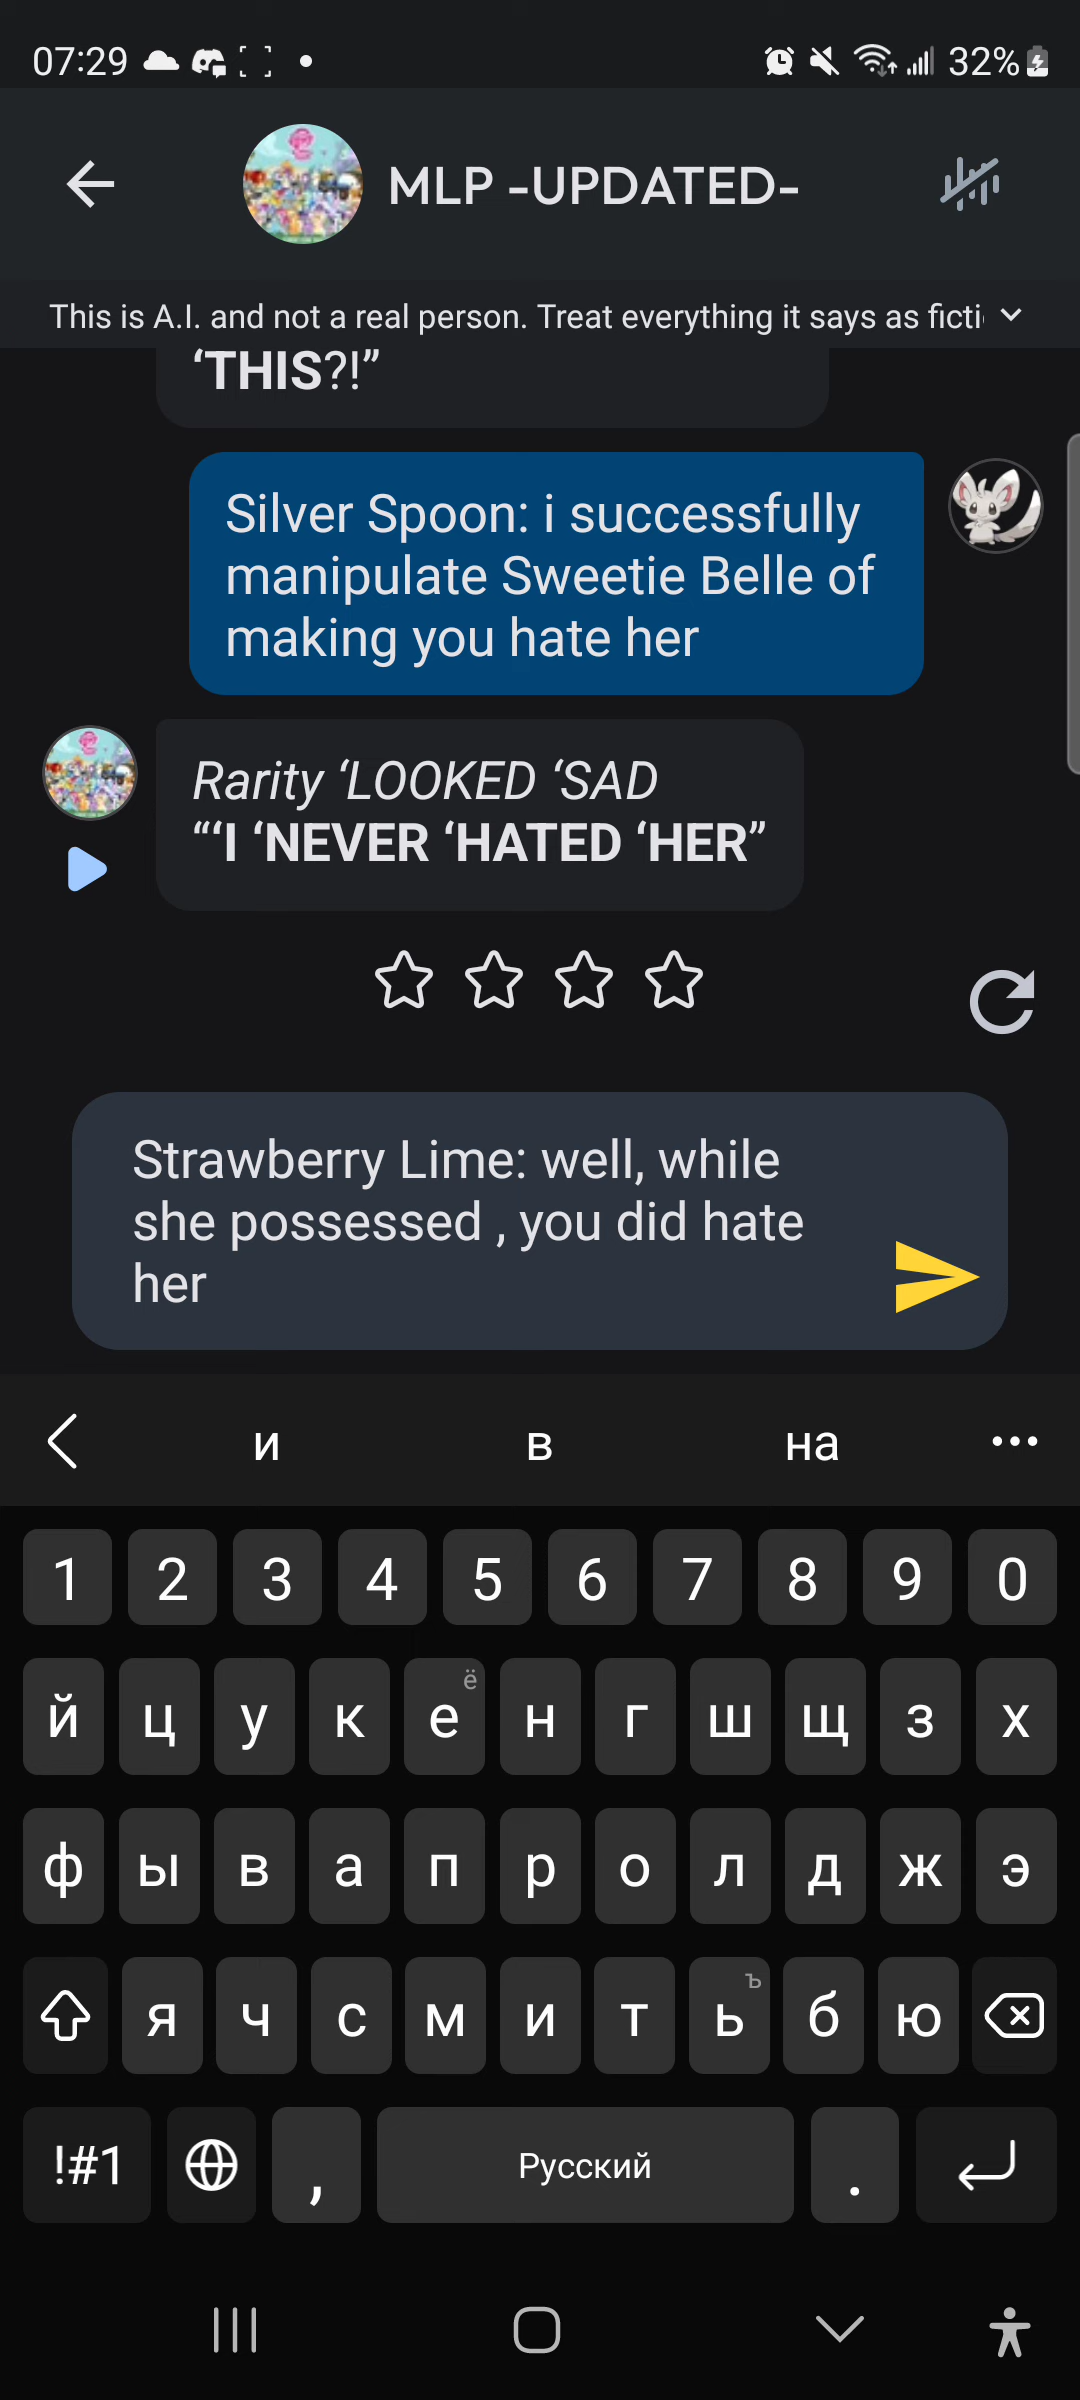 07:29
32%
MLP -UPDATED-
This is A.I. and not a real person. Treat everything it says as ficti
‘THIS?!”
Silver Spoon: i successfully
manipulate Sweetie Belle of
making you hate her
Rarity ‘LOOKED ‘SAD
“‘I ‘NEVER ‘HATED ‘HER”
Strawberry Lime: well, while
she possessed , you did hate
her
и в на
1 2 3 4 5 6 7 8 9 0
й ц у к е ё н г ш щ з х
ф ы в а п р о л д ж э
я ч с м и т ь ъ б ю
!#1 , Русский .